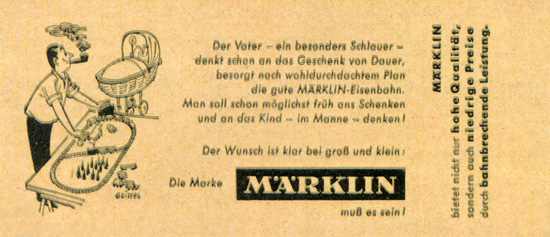 Der Vater – ein besonders Schlauer –
denkt schon an das Geschenk von Dauer,
besorgt nach wohldurchdachtem Plan
die gute MÄRKLIN-Eisenbahn.
Man soll schon möglichst früh ans Schenken
und an das Kind – im Manne – denken!
Der Wunsch ist klar bei groß und klein:
Die Marke MÄRKLIN
muß es sein!
MÄRKLIN
bietet nicht nur hohe Qualität,
sondern auch niedrige Preise
durch bahnbrechende Leistung.